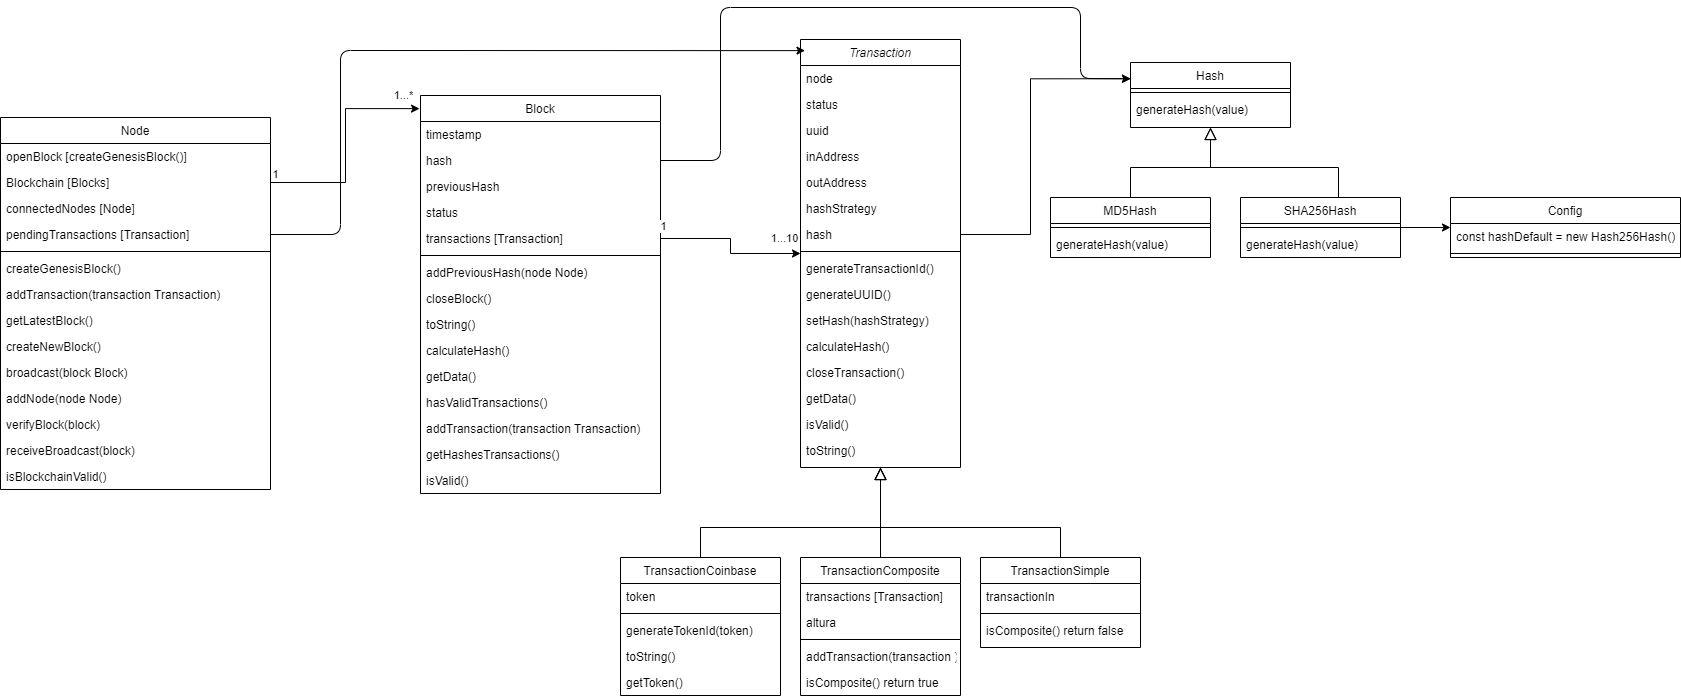 Node
openBlock [createGenesisBlock()]
Blockchain [Blocks]
connectedNodes [Node]
pendingTransactions [Transaction]
createGenesisBlock()
addTransaction(transaction Transaction)
getLatestBlock()
createNewBlock()
broadcast(block Block)
addNode(node Node)
verifyBlock(block)
receiveBroadcast(block)
isBlockchainValid()
1
1...*
Block
timestamp
hash
previousHash
status
transactions [Transaction]
addPreviousHash(node Node)
closeBlock()
toString()
calculateHash()
getData()
hasValidTransactions()
addTransaction(transaction Transaction)
getHashesTransactions()
isValid()
1
1...10
Transaction
node
status
uuid
inAddress
outAddress
hashStrategy
hash
generateTransactionId()
generateUUID()
setHash(hashStrategy)
calculateHash()
closeTransaction()
getData()
isValid()
toString()
Hash
generateHash(value)
MD5Hash
generateHash(value)
SHA256Hash
generateHash(value)
Config
const hashDefault = new Hash256Hash()
TransactionCoinbase
token
generateTokenId(token)
toString()
getToken()
TransactionComposite
transactions [Transaction]
altura
addTransaction(transaction
isComposite() return true
TransactionSimple
transactionIn
isComposite() return false